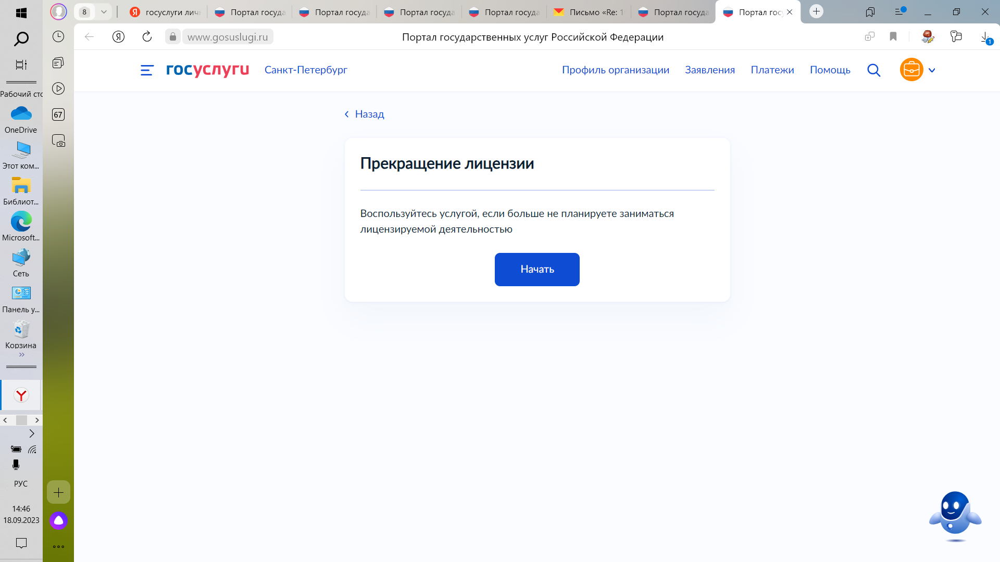 8
госуслуги личн
Портал госуда
Портал госуда
Портал госуда
Портал госуда
Письмо «Re: 1
Портал госуда
Портал гос
www.gosuslugi.ru
Портал государственных услуг Российской Федерации
1
госуслуги
Санкт-Петербург
Профиль организации
Заявления
Платежи
Помощь
Назад
Прекращение лицензии
Воспользуйтесь услугой, если больше не планируете заниматься
лицензируемой деятельностью
Начать
Рабочий сто
OneDrive
Этот ком...
Библиот...
Microsoft...
Сеть
Панель у...
Корзина
67
РУС
14:46
18.09.2023